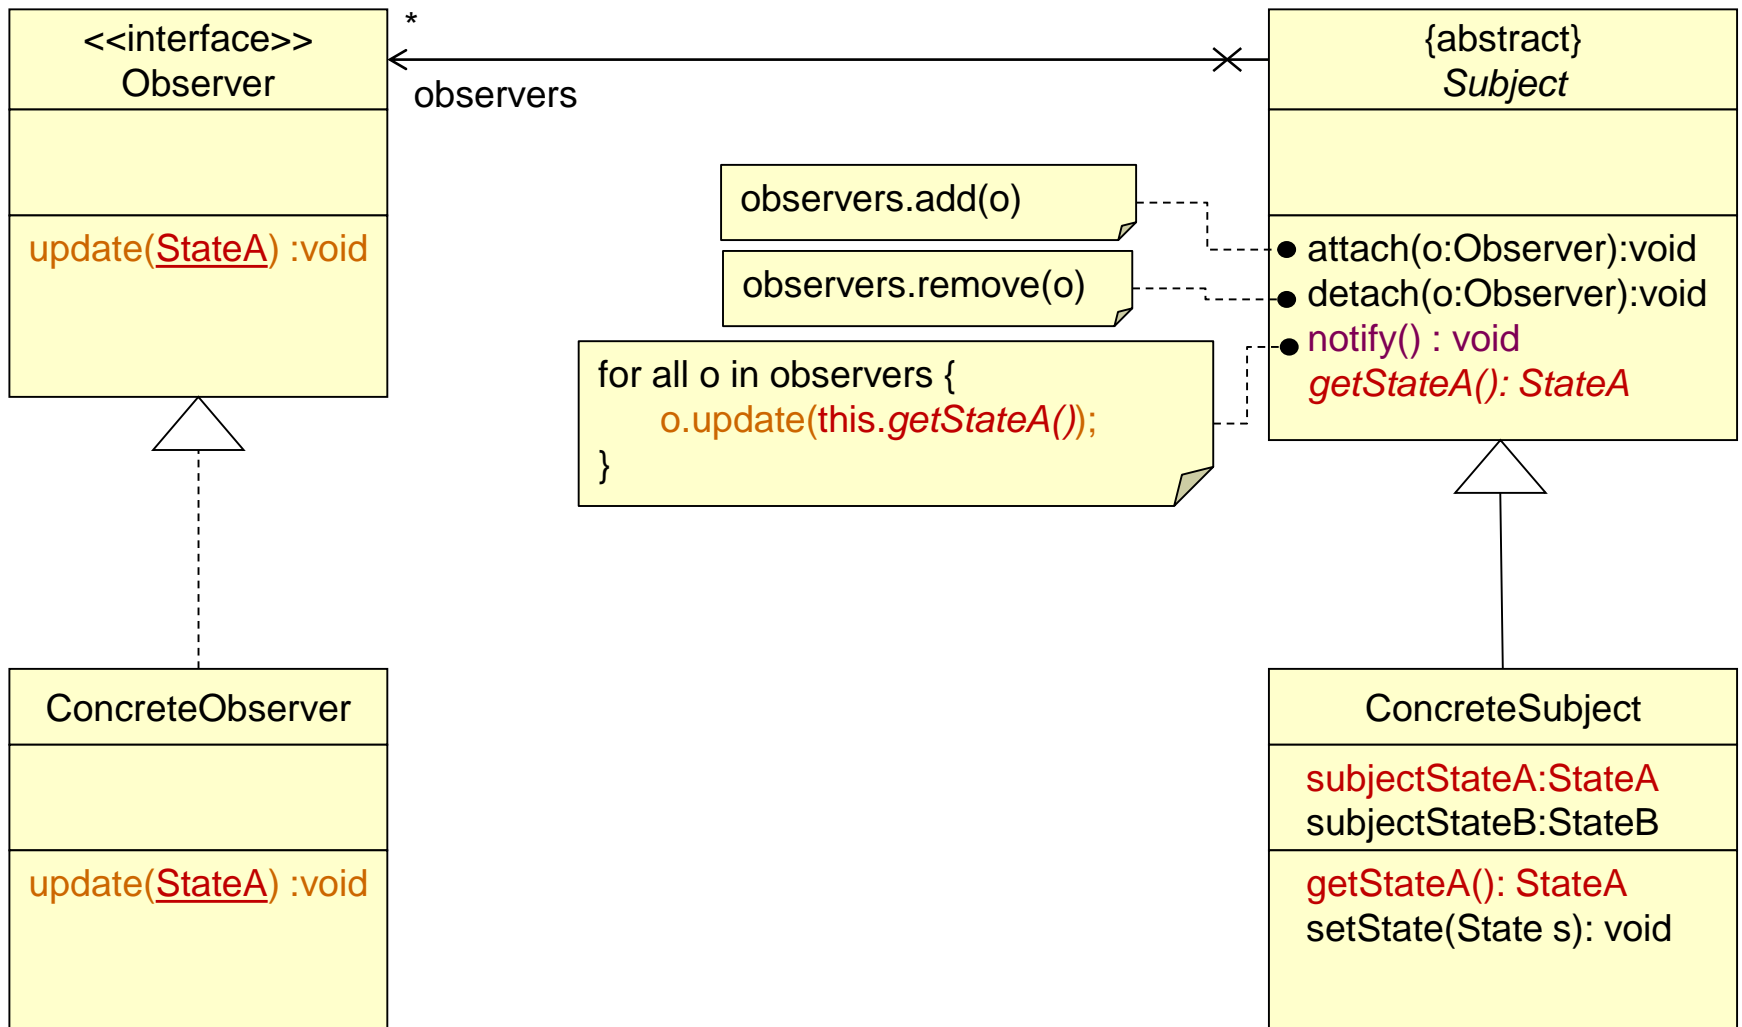 <<interface>>
Observer
update(StateA) :void
*
observers
{abstract}
Subject
attach(o:Observer):void
detach(o:Observer):void
notify() : void
getStateA(): StateA
observers.add(o)
observers.remove(o)
for all o in observers {
o.update(this.getStateA());
}
ConcreteObserver
update(StateA) :void
ConcreteSubject
subjectStateA:StateA
subjectStateB:StateB
getStateA(): StateA
setState(State s): void